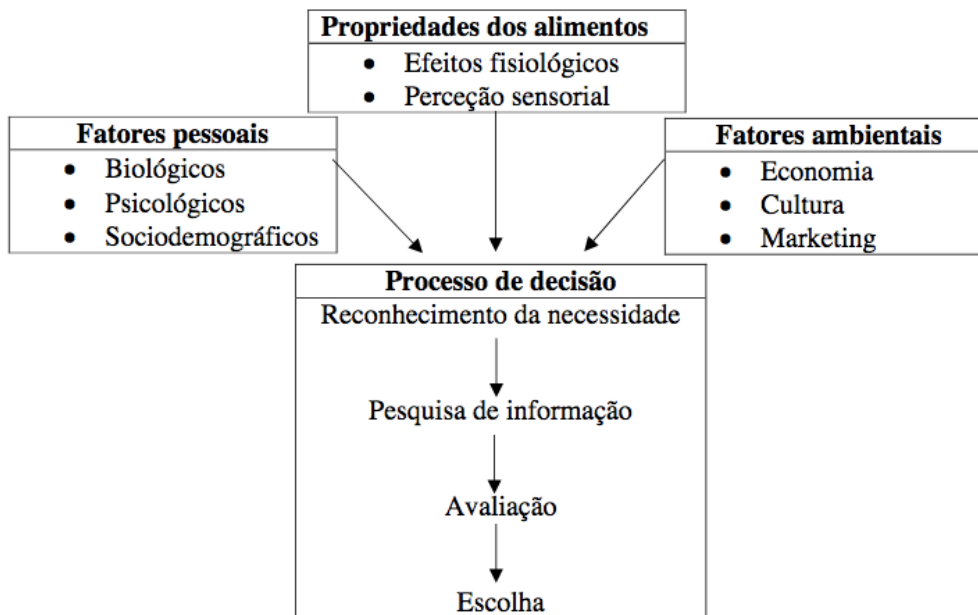 Propriedades dos alimentos
• Efeitos fisiológicos
• Perceção sensorial
Fatores pessoais
• Biológicos
• Psicológicos
• Sociodemográficos
Fatores ambientais
• Economia
• Cultura
• Marketing
Processo de decisão
Reconhecimento da necessidade
Pesquisa de informação
Avaliação
Escolha